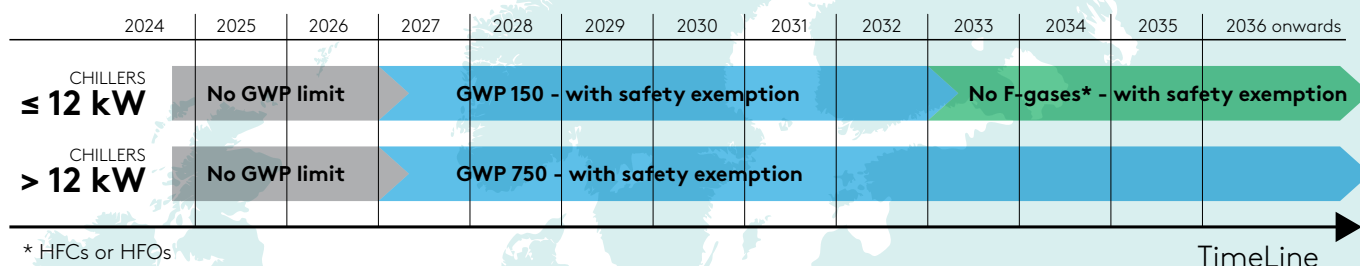 2024 2025 2026 2027 2028 2029 2030 2031 2032 2033 2034 2035 2036 onwards
CHILLERS
≤ 12 kW
No GWP limit GWP 150 - with safety exemption No F-gases* - with safety exemption
CHILLERS
> 12 kW
No GWP limit GWP 750 - with safety exemption
* HFCs or HFOs
TimeLine